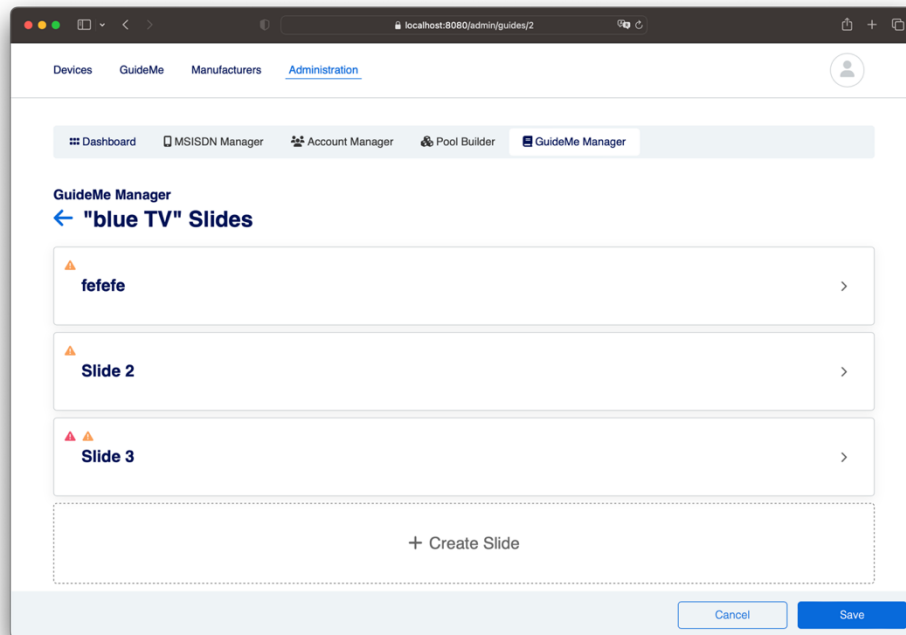 localhost:8080/admin/guides/2
Devices GuideMe Manufacturers Administration
Dashboard MSISDN Manager Account Manager Pool Builder GuideMe Manager
GuideMe Manager
"blue TV" Slides
fefefe
Slide 2
Slide 3
+ Create Slide
Cancel Save